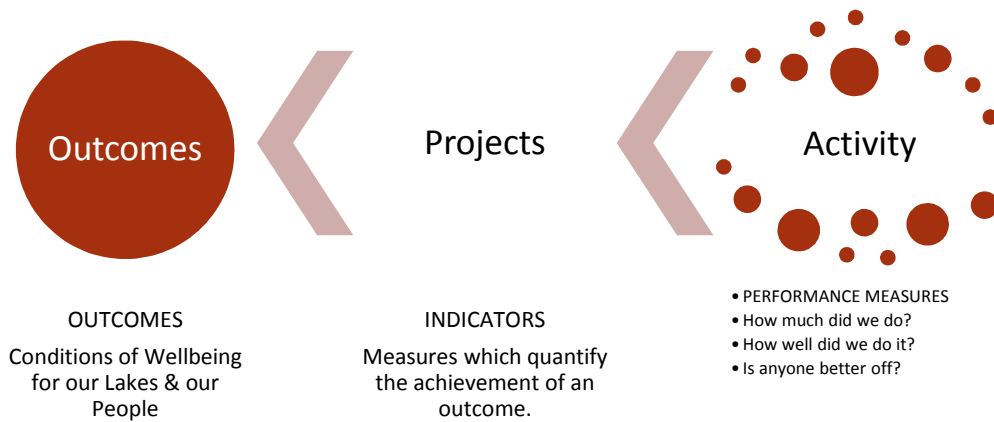 Outcomes
Projects
Activity
OUTCOMES
Conditions of Wellbeing
for our Lakes & our
People
INDICATORS
Measures which quantify
the achievement of an
outcome.
• PERFORMANCE MEASURES
• How much did we do?
• How well did we do it?
• Is anyone better off?